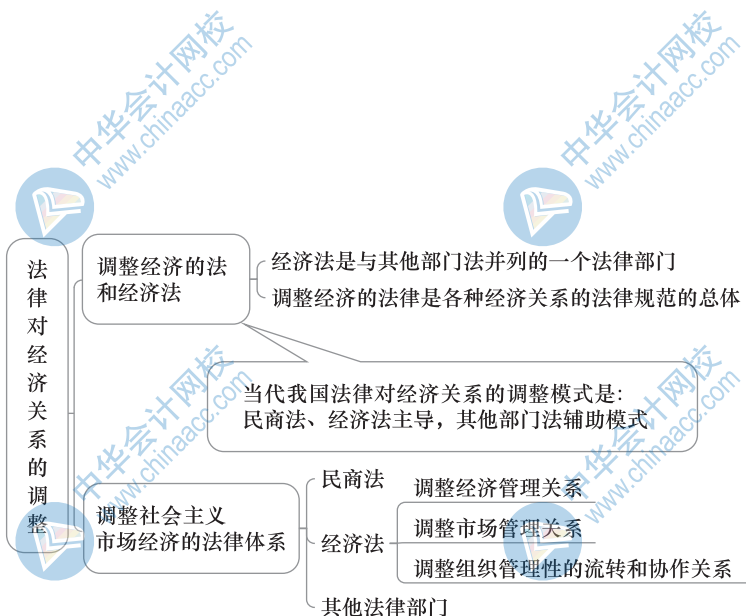 中华会计网校
www.chinaacc.com
中华会计网校
www.chinaacc.com
法律对经济关系的调整
调整经济的法
和经济法
经济法是与其他部门法并列的一个法律部门
调整经济的法律是各种经济关系的法律规范的总体
当代我国法律对经济关系的调整模式是:
民商法、经济法主导，其他部门法辅助模式
中华会计网校
www.chinaacc.com
中华会计网校
www.chinaacc.com
调整社会主义
市场经济的法律体系
民商法
经济法
调整经济管理关系
调整市场管理关系
调整组织管理性的流转和协作关系
其他法律部门